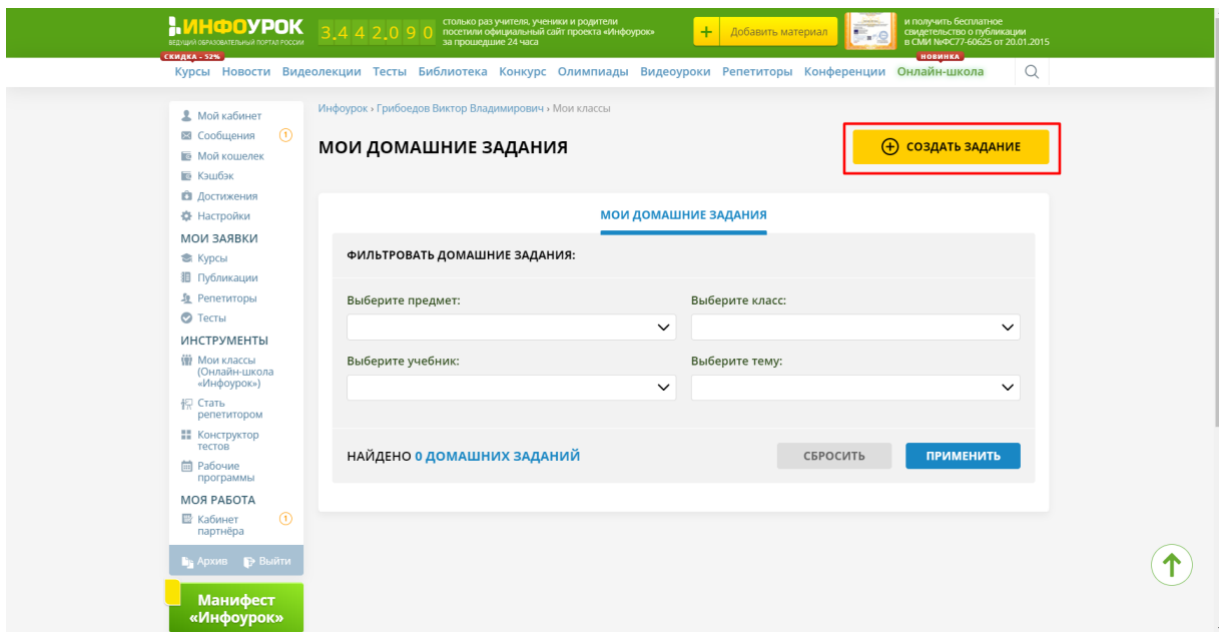 ИНФОУРОК
ВЕДУЩИЙ ОБРАЗОВАТЕЛЬНЫЙ ПОРТАЛ РОССИИ
3.442.090
столько раз учителя, ученики и родители
посетили официальный сайт проекта «Инфоурок»
за прошедшие 24 часа
+ Добавить материал
и получить бесплатное
свидетельство о публикации
в СМИ №ФС77-60625 от 20.01.2015
СКИДКА - 52%
НОВИНКА
Курсы Новости Видеолекции Тесты Библиотека Конкурс Олимпиады Видеоуроки Репетиторы Конференции Онлайн-школа
Мой кабинет
Сообщения 1
Мой кошелек
Кэшбэк
Достижения
Настройки
МОИ ЗАЯВКИ
Курсы
Публикации
Репетиторы
Тесты
ИНСТРУМЕНТЫ
Мои классы
(Онлайн-школа
«Инфоурок»)
Стать
репетитором
Конструктор
тестов
Рабочие
программы
МОЯ РАБОТА
Кабинет 1
партнёра
Архив Выйти
Манифест
«Инфоурок»
Инфоурок › Грибоедов Виктор Владимирович › Мои классы
МОИ ДОМАШНИЕ ЗАДАНИЯ
СОЗДАТЬ ЗАДАНИЕ
МОИ ДОМАШНИЕ ЗАДАНИЯ
ФИЛЬТРОВАТЬ ДОМАШНИЕ ЗАДАНИЯ:
Выберите предмет: Выберите класс:
Выберите учебник: Выберите тему:
НАЙДЕНО 0 ДОМАШНИХ ЗАДАНИЙ
СБРОСИТЬ ПРИМЕНИТЬ